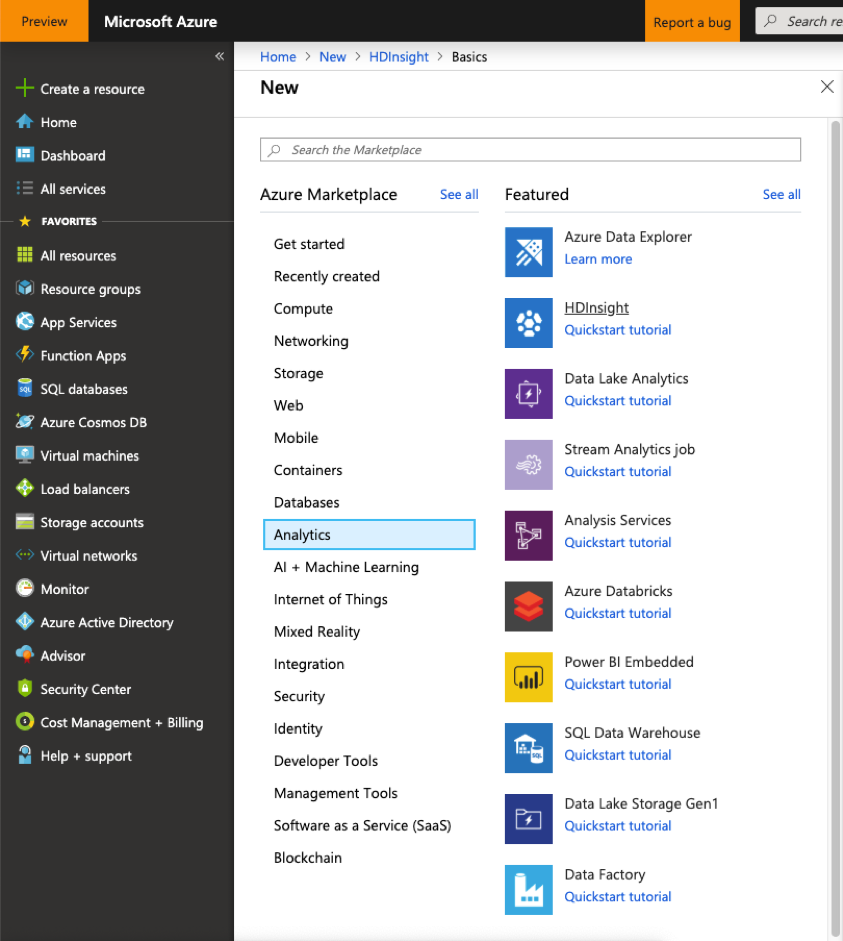 Preview
Microsoft Azure
Report a bug
Search re
«
Create a resource
Home
Dashboard
All services
FAVORITES
All resources
Resource groups
App Services
Function Apps
SQL databases
Azure Cosmos DB
Virtual machines
Load balancers
Storage accounts
Virtual networks
Monitor
Azure Active Directory
Advisor
Security Center
Cost Management + Billing
Help + support
Home > New > HDInsight > Basics
New
Search the Marketplace
Azure Marketplace
See all
Get started
Recently created
Compute
Networking
Storage
Web
Mobile
Containers
Databases
Analytics
AI + Machine Learning
Internet of Things
Mixed Reality
Integration
Security
Identity
Developer Tools
Management Tools
Software as a Service (SaaS)
Blockchain
Featured
See all
Azure Data Explorer
Learn more
HDInsight
Quickstart tutorial
Data Lake Analytics
Quickstart tutorial
Stream Analytics job
Quickstart tutorial
Analysis Services
Quickstart tutorial
Azure Databricks
Quickstart tutorial
Power BI Embedded
Quickstart tutorial
SQL Data Warehouse
Quickstart tutorial
Data Lake Storage Gen1
Quickstart tutorial
Data Factory
Quickstart tutorial